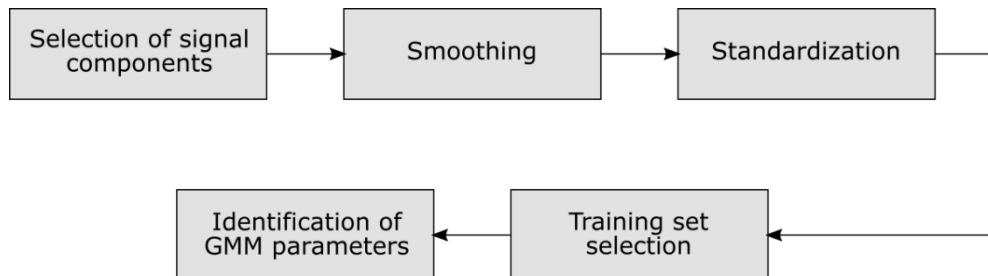 Selection of signal
components
Smoothing
Standardization
Training set
selection
Identification of
GMM parameters